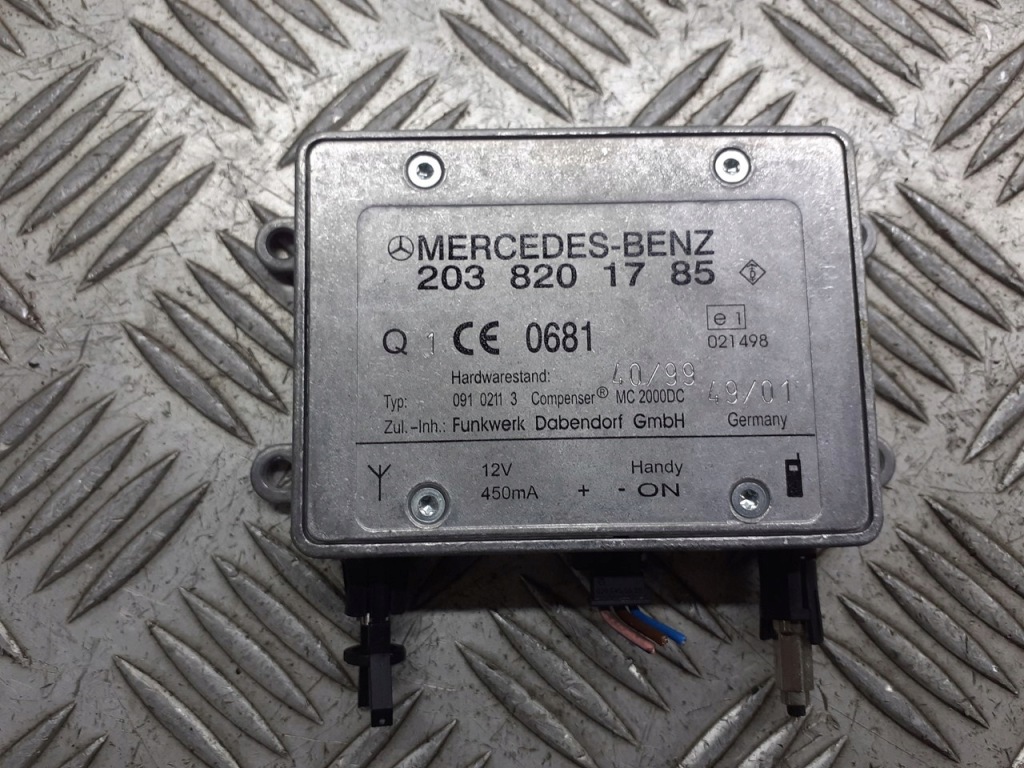 MERCEDES-BENZ
203 820 17 85
e 1
Q 1 CE 0681
021498
Hardwarestand: 40/99
49/01
Typ: 091 0211 3 Compenser® MC 2000DC
Zul.-Inh.: Funkwerk Dabendorf GmbH Germany
12V Handy
450mA + - ON